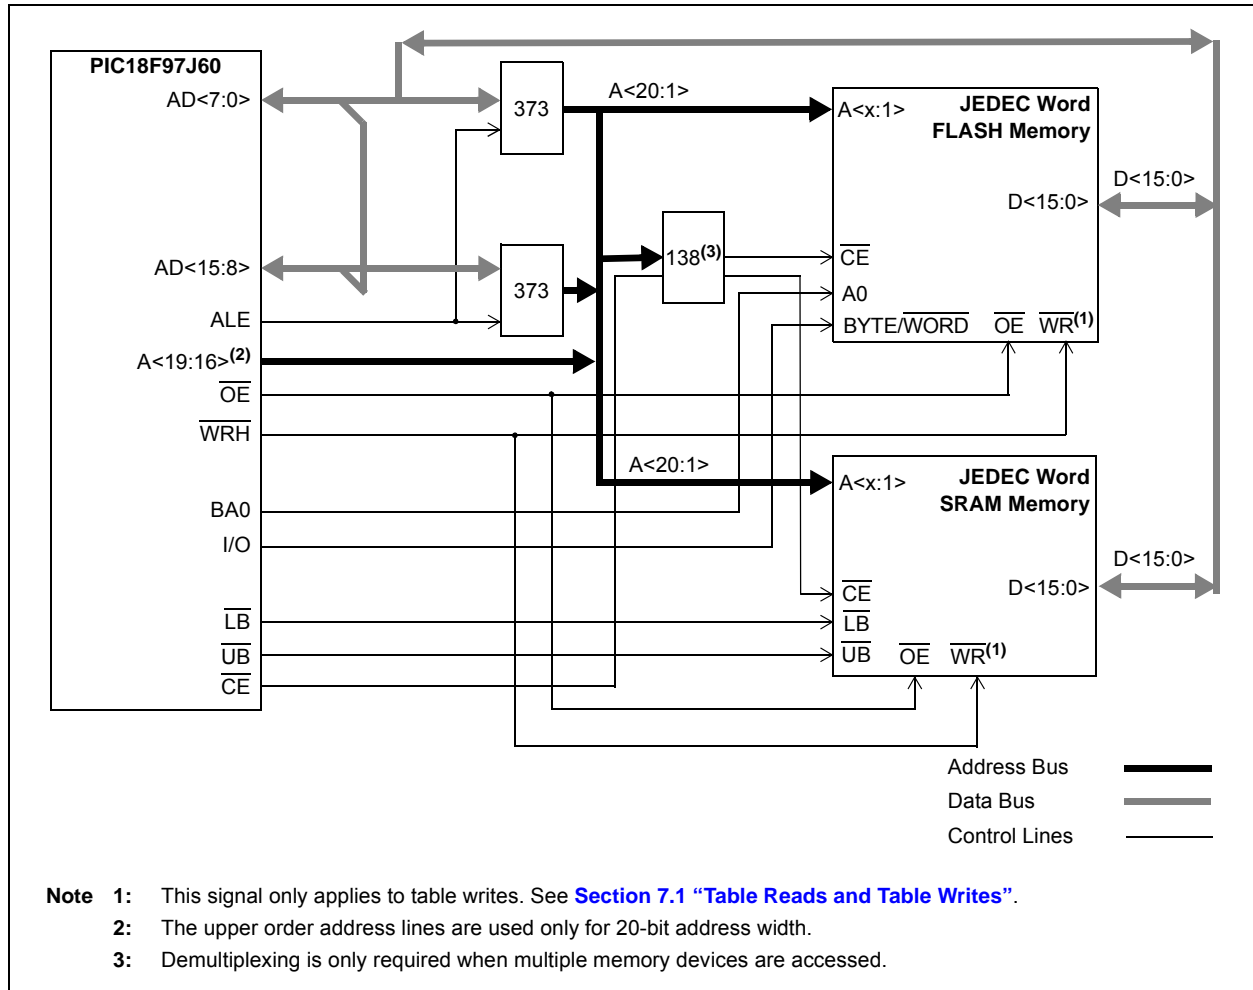 PIC18F97J60
AD<7:0>
373
A<20:1>
A<x:1>
JEDEC Word
FLASH Memory
D<15:0>
D<15:0>
AD<15:8>
373
138(3)
CE
A0
BYTE/WORD OE WR(1)
ALE
A<19:16>(2)
OE
WRH
A<20:1>
A<x:1>
JEDEC Word
SRAM Memory
BA0
I/O
D<15:0>
D<15:0>
CE
LB
LB
UB
UB OE WR(1)
CE
Address Bus
Data Bus
Control Lines
Note 1: This signal only applies to table writes. See Section 7.1 “Table Reads and Table Writes”.
2: The upper order address lines are used only for 20-bit address width.
3: Demultiplexing is only required when multiple memory devices are accessed.